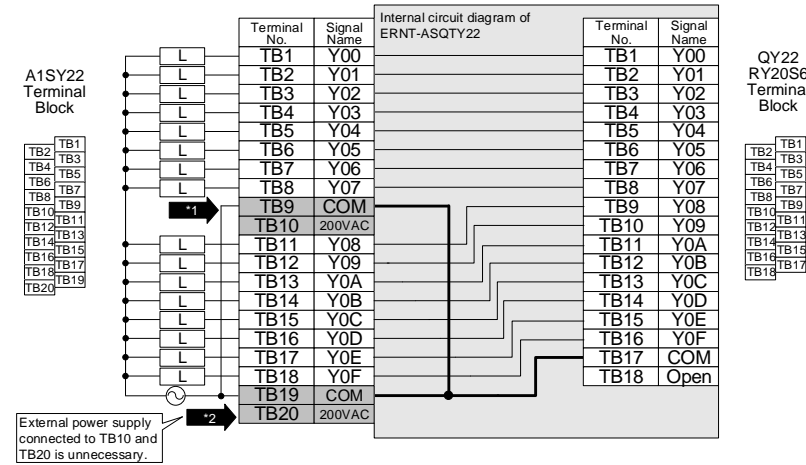 Internal circuit diagram of
ERNT-ASQTY22
A1SY22
Terminal
Block
TB1
TB2
TB3
TB4
TB5
TB6
TB7
TB8
TB9
TB10
TB11
TB12
TB13
TB14
TB15
TB16
TB17
TB18
TB19
TB20
Terminal No. Signal Name
L TB1 Y00
L TB2 Y01
L TB3 Y02
L TB4 Y03
L TB5 Y04
L TB6 Y05
L TB7 Y06
L TB8 Y07
*1 TB9 COM
TB10 200VAC
L TB11 Y08
L TB12 Y09
L TB13 Y0A
L TB14 Y0B
L TB15 Y0C
L TB16 Y0D
L TB17 Y0E
L TB18 Y0F
TB19 COM
*2 TB20 200VAC
External power supply
connected to TB10 and
TB20 is unnecessary.
Terminal No. Signal Name
TB1 Y00
TB2 Y01
TB3 Y02
TB4 Y03
TB5 Y04
TB6 Y05
TB7 Y06
TB8 Y07
TB9 Y08
TB10 Y09
TB11 Y0A
TB12 Y0B
TB13 Y0C
TB14 Y0D
TB15 Y0E
TB16 Y0F
TB17 COM
TB18 Open
QY22
RY20S6
Terminal
Block
TB1
TB2
TB3
TB4
TB5
TB6
TB7
TB8
TB9
TB10
TB11
TB12
TB13
TB14
TB15
TB16
TB17
TB18